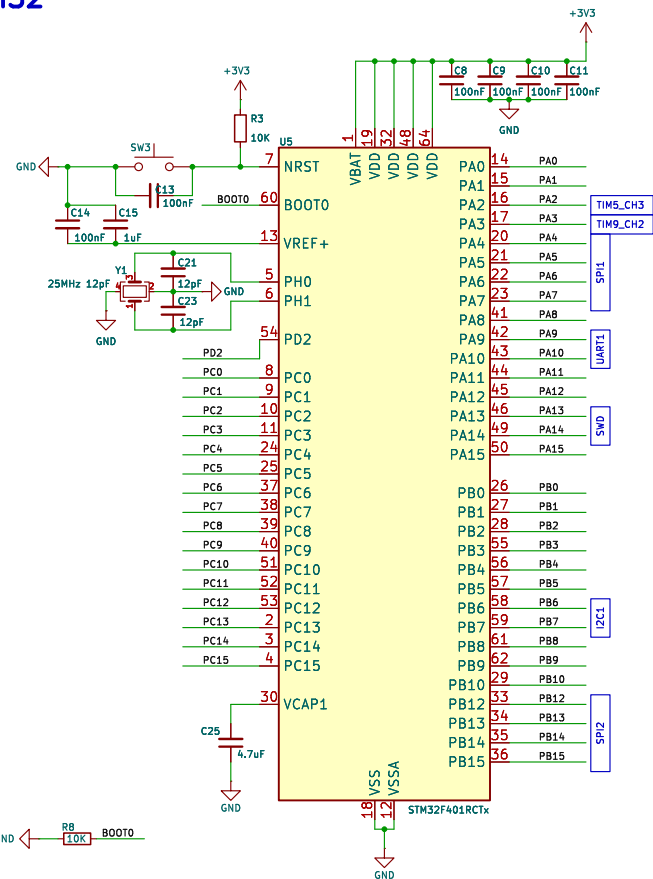 +3V3
+3V3
C8
C9
C10
C11
100nF
100nF
100nF
100nF
GND
R3
10K
U5
1
19
32
48
64
VBAT
VDD
VDD
VDD
VDD
SW3
GND
C13
100nF
7 NRST
BOOT0 60 BOOT0
C14
C15
100nF
1uF
13 VREF+
Y1
25MHz 12pF
3
4
2
1
C21
12pF
GND
C23
12pF
GND
5 PH0
6 PH1
54 PD2
PD2
PC0 8 PC0
PC1 9 PC1
PC2 10 PC2
PC3 11 PC3
PC4 24 PC4
PC5 25 PC5
PC6 37 PC6
PC7 38 PC7
PC8 39 PC8
PC9 40 PC9
PC10 51 PC10
PC11 52 PC11
PC12 53 PC12
PC13 2 PC13
PC14 3 PC14
PC15 4 PC15
30 VCAP1
C25
4.7uF
GND
PA0 14 PA0
PA1 15 PA1
PA2 16 PA2 TIM5_CH3
PA3 17 PA3 TIM9_CH2
PA4 20 PA4
PA5 21 PA5
PA6 22 PA6
PA7 23 PA7
SPI1
PA8 41 PA8
PA9 42 PA9
PA10 43 PA10
UART1
PA11 44 PA11
PA12 45 PA12
PA13 46 PA13
PA14 49 PA14
SWD
PA15 50 PA15
PB0 26 PB0
PB1 27 PB1
PB2 28 PB2
PB3 55 PB3
PB4 56 PB4
PB5 57 PB5
PB6 58 PB6
PB7 59 PB7
I2C1
PB8 61 PB8
PB9 62 PB9
PB10 29 PB10
PB12 33 PB12
PB13 34 PB13
PB14 35 PB14
PB15 36 PB15
SPI2
VSS
VSSA
18
12
STM32F401RCTx
GND
ND
R8
10K
BOOT0